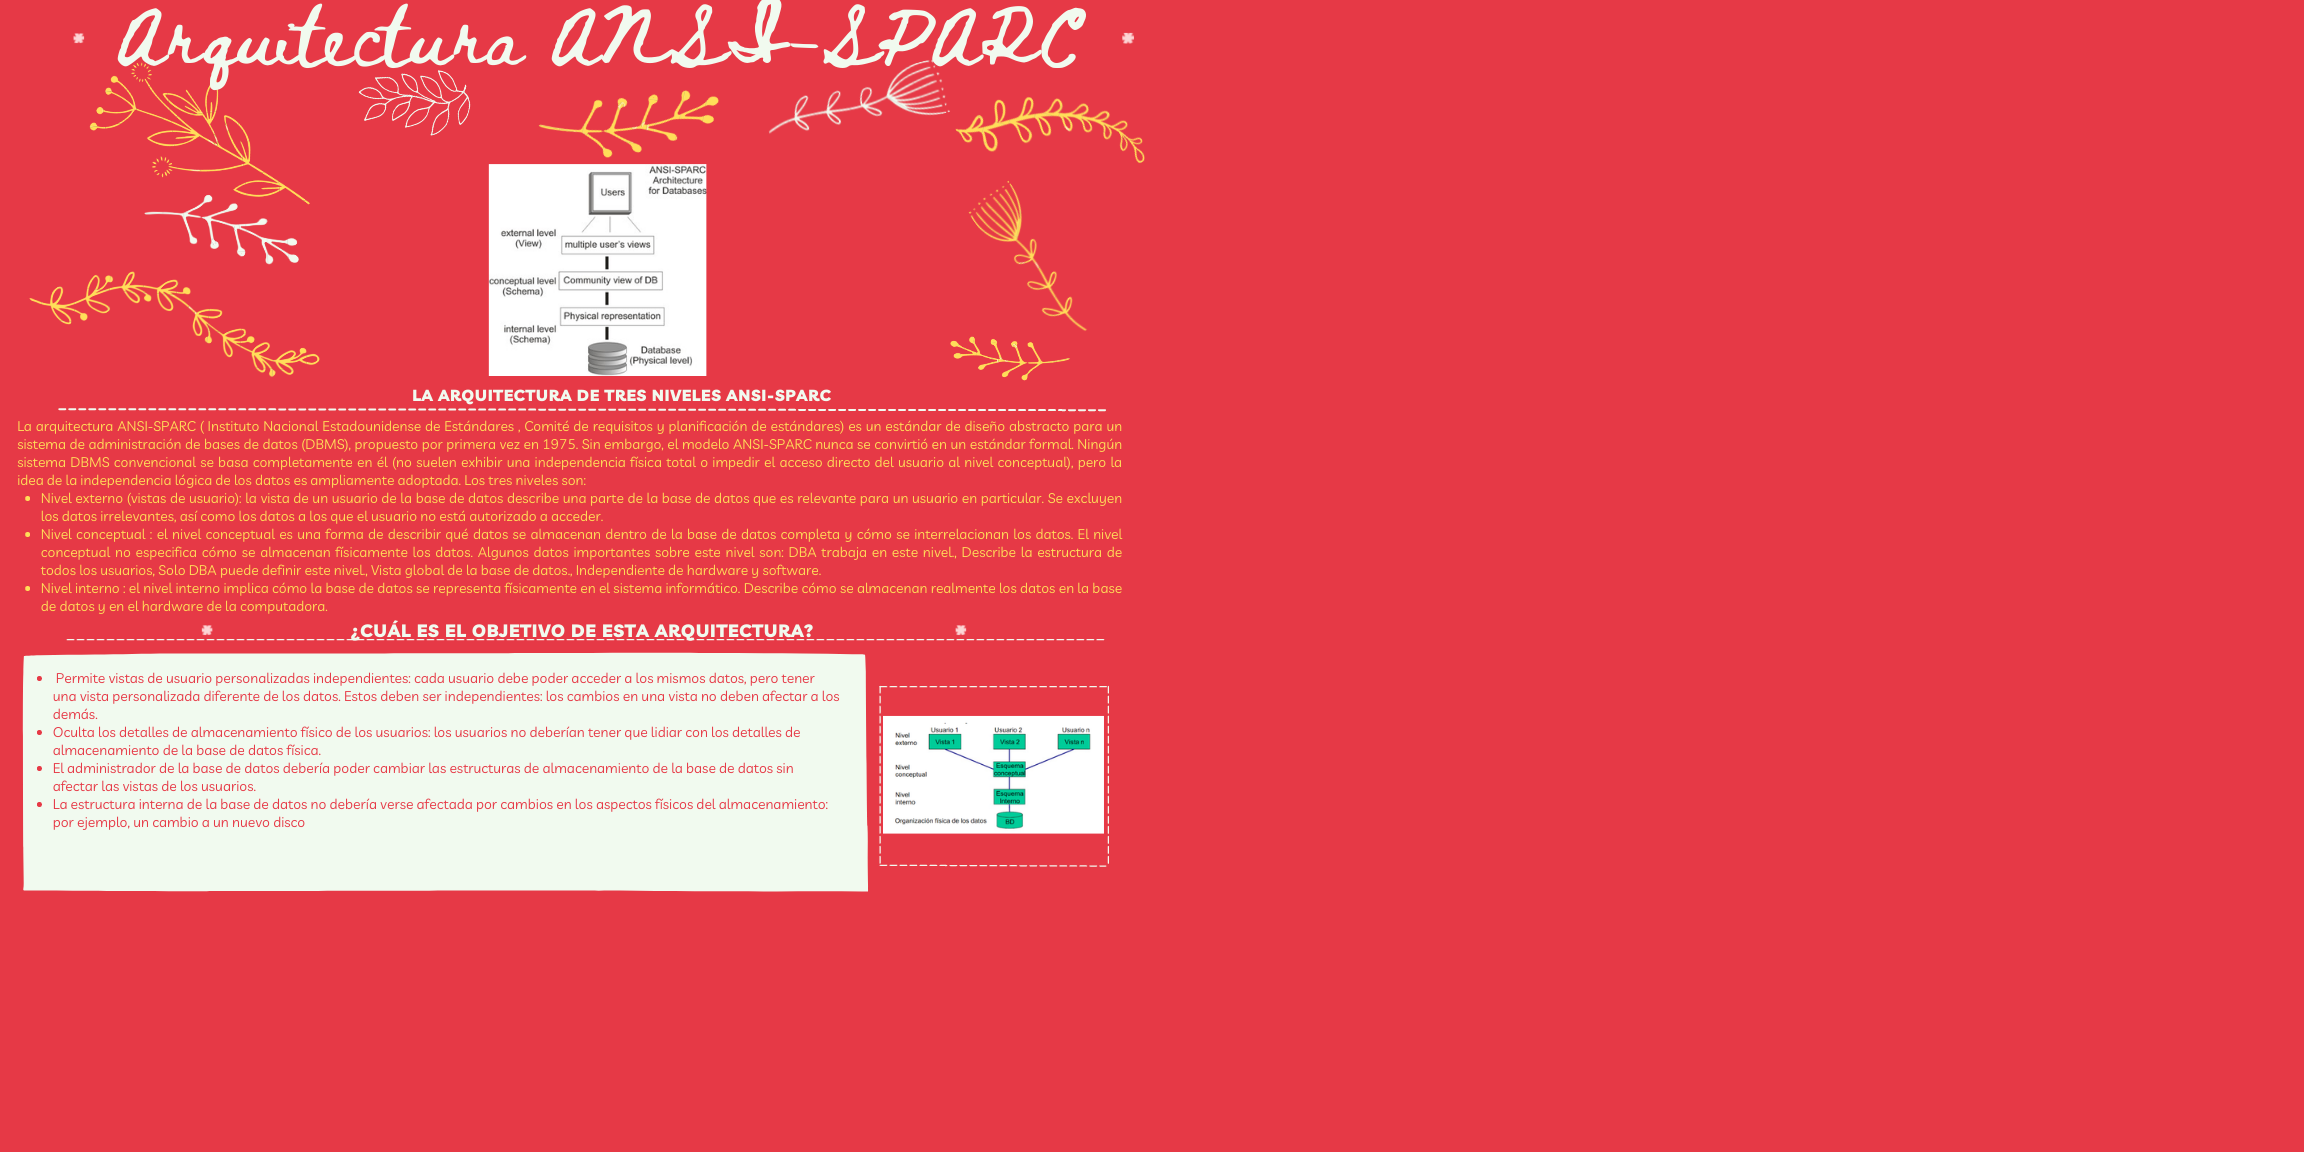 Arquitectura ANSI-SPARC
ANSI-SPARC
Architecture
for Databases
Users
external level
(View)
multiple user's views
conceptual level
(Schema)
Community view of DB
Physical representation
internal level
(Schema)
Database
(Physical level)
LA ARQUITECTURA DE TRES NIVELES ANSI-SPARC
La arquitectura ANSI-SPARC ( Instituto Nacional Estadounidense de Estándares , Comité de requisitos y planificación de estándares) es un estándar de diseño abstracto para un
sistema de administración de bases de datos (DBMS), propuesto por primera vez en 1975. Sin embargo, el modelo ANSI-SPARC nunca se convirtió en un estándar formal. Ningún
sistema DBMS convencional se basa completamente en él (no suelen exhibir una independencia física total o impedir el acceso directo del usuario al nivel conceptual), pero la
idea de la independencia lógica de los datos es ampliamente adoptada. Los tres niveles son:
• Nivel externo (vistas de usuario): la vista de un usuario de la base de datos describe una parte de la base de datos que es relevante para un usuario en particular. Se excluyen
los datos irrelevantes, así como los datos a los que el usuario no está autorizado a acceder.
• Nivel conceptual : el nivel conceptual es una forma de describir qué datos se almacenan dentro de la base de datos completa y cómo se interrelacionan los datos. El nivel
conceptual no especifica cómo se almacenan físicamente los datos. Algunos datos importantes sobre este nivel son: DBA trabaja en este nivel., Describe la estructura de
todos los usuarios, Solo DBA puede definir este nivel., Vista global de la base de datos., Independiente de hardware y software.
• Nivel interno : el nivel interno implica cómo la base de datos se representa físicamente en el sistema informático. Describe cómo se almacenan realmente los datos en la base
de datos y en el hardware de la computadora.
¿CUÁL ES EL OBJETIVO DE ESTA ARQUITECTURA?
• Permite vistas de usuario personalizadas independientes: cada usuario debe poder acceder a los mismos datos, pero tener
una vista personalizada diferente de los datos. Estos deben ser independientes: los cambios en una vista no deben afectar a los
demás.
• Oculta los detalles de almacenamiento físico de los usuarios: los usuarios no deberían tener que lidiar con los detalles de
almacenamiento de la base de datos física.
• El administrador de la base de datos debería poder cambiar las estructuras de almacenamiento de la base de datos sin
afectar las vistas de los usuarios.
• La estructura interna de la base de datos no debería verse afectada por cambios en los aspectos físicos del almacenamiento:
por ejemplo, un cambio a un nuevo disco
Usuario 1 Usuario 2 Usuario n
Nivel
externo
Vista 1 Vista 2 Vista n
Nivel
conceptual
Esquema
conceptual
Nivel
interno
Esquema
Interno
Organización física de los datos
BD